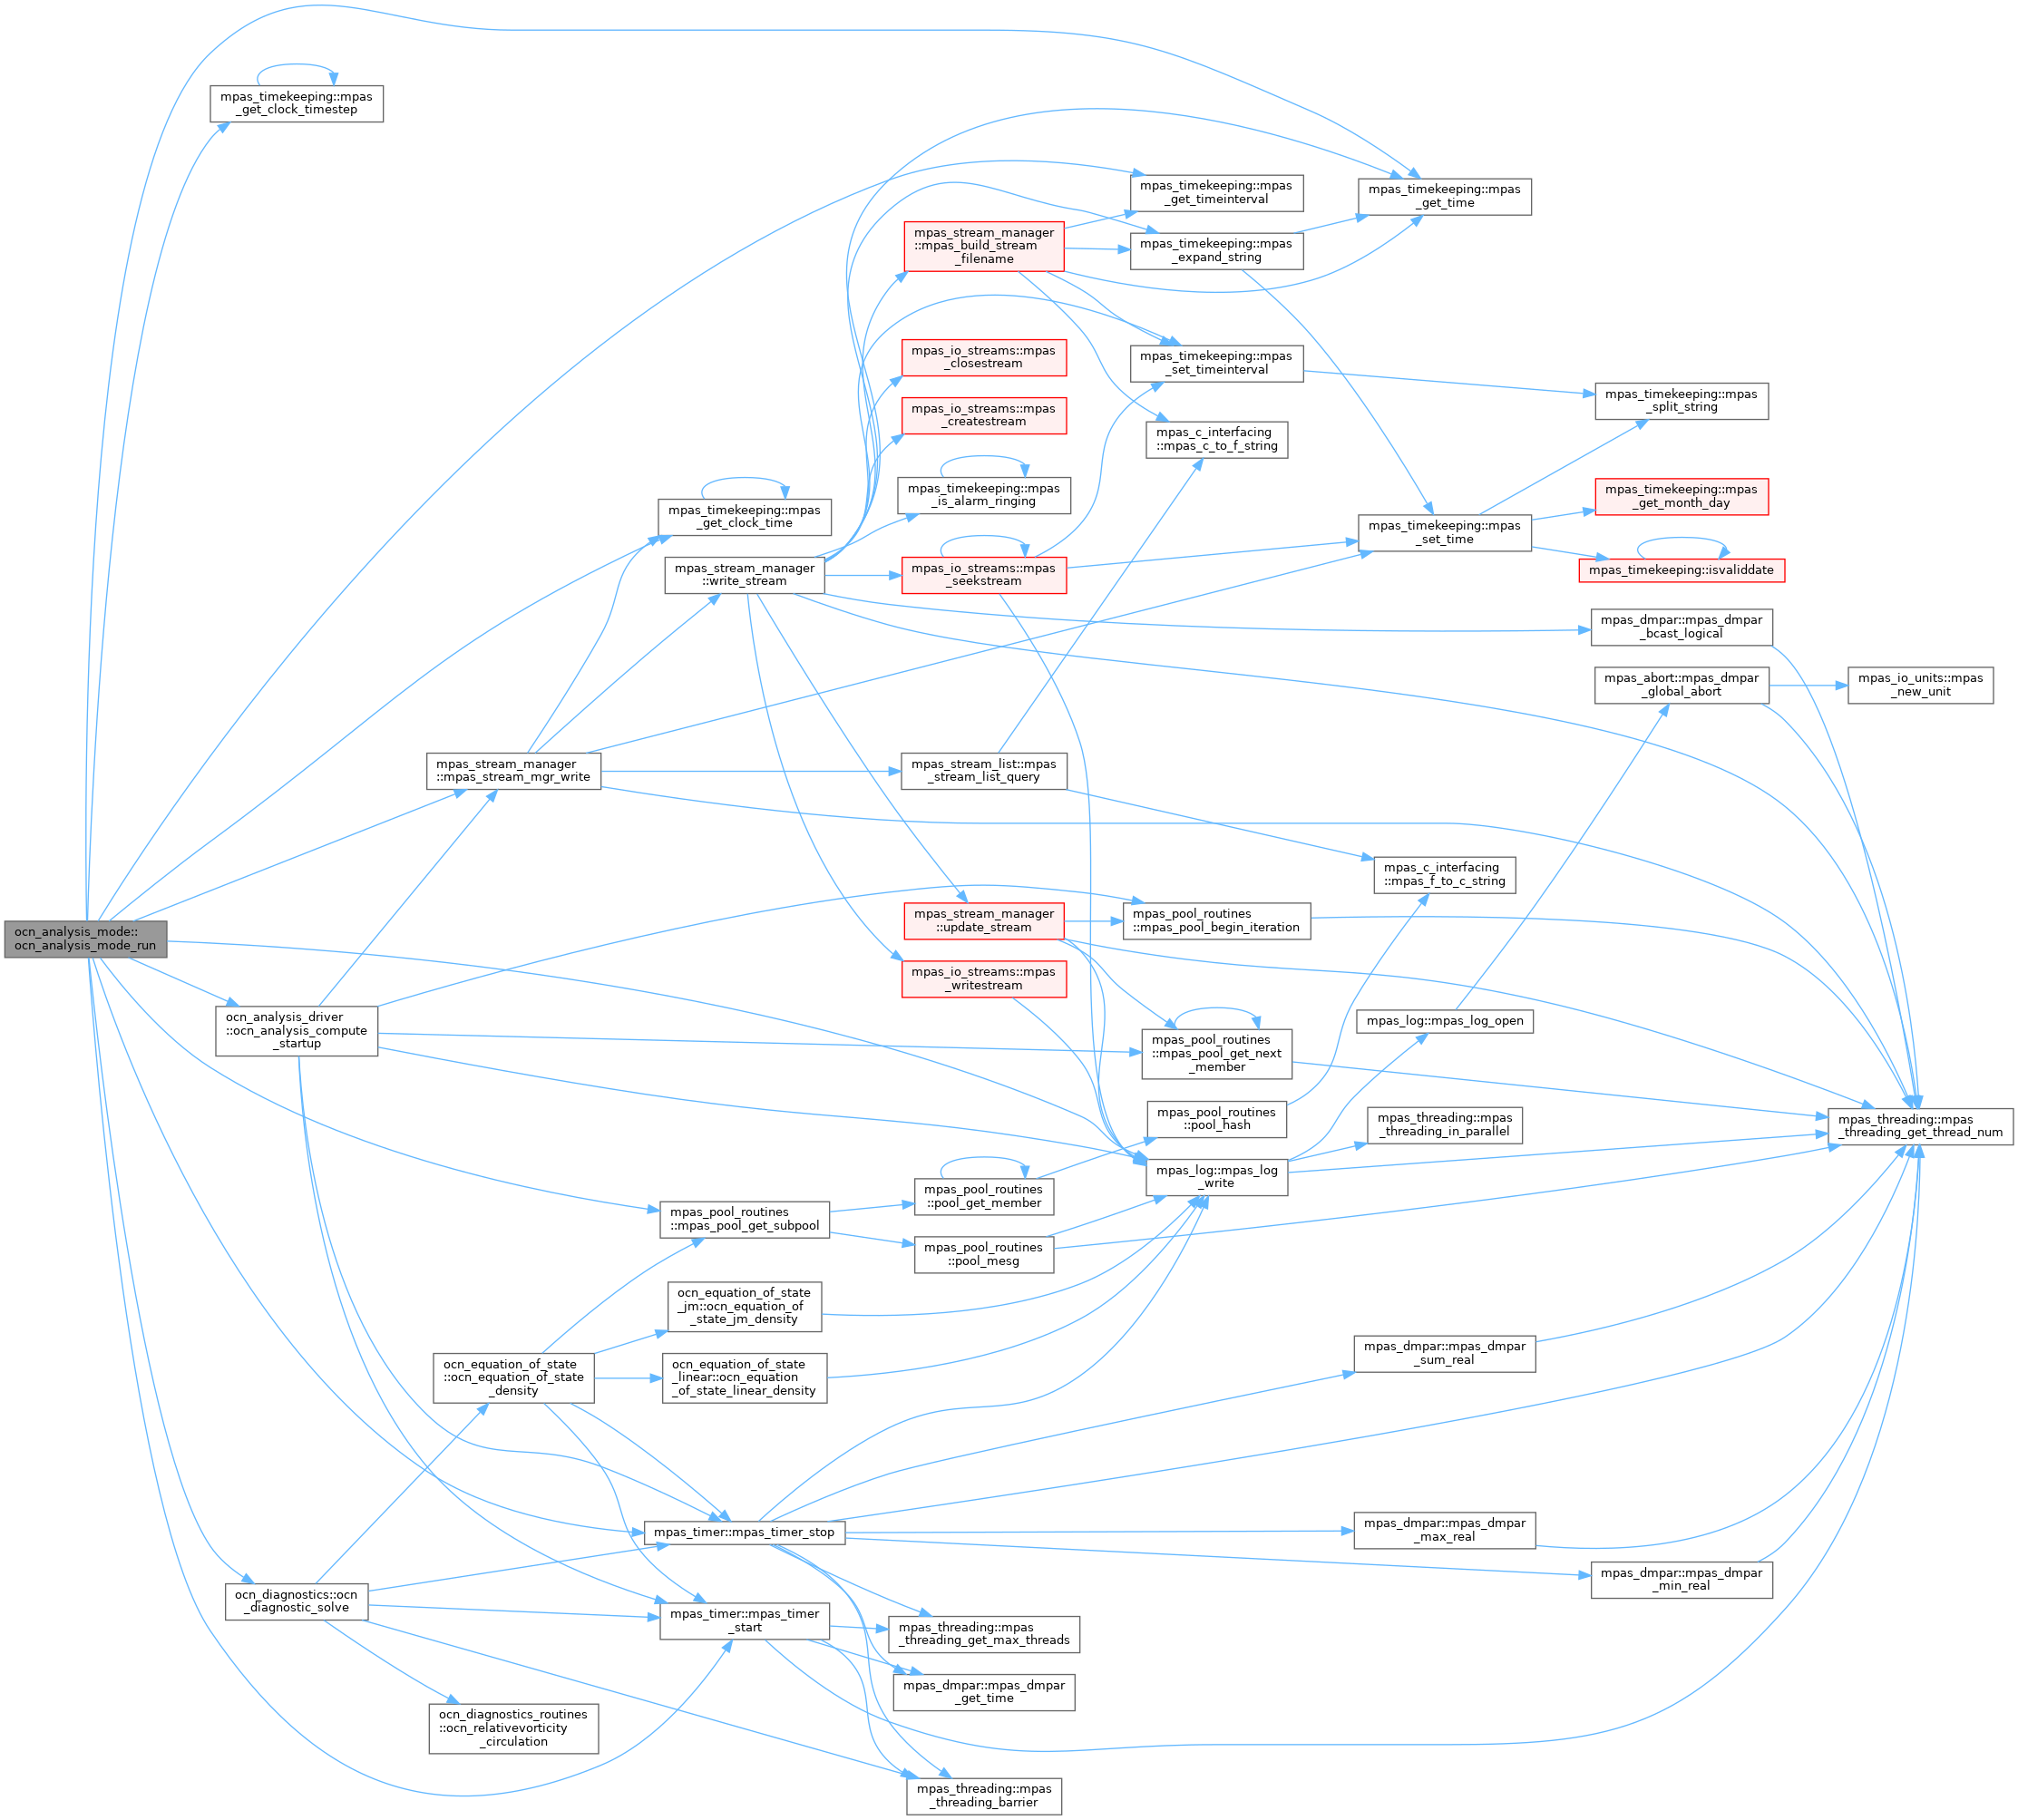 ocn_analysis_mode::
ocn_analysis_mode_run
mpas_timekeeping::mpas
_get_clock_timestep
ocn_analysis_driver
::ocn_analysis_compute
_startup
ocn_diagnostics::ocn
_diagnostic_solve
mpas_stream_manager
::mpas_stream_mgr_write
ocn_equation_of_state
::ocn_equation_of_state
_density
ocn_diagnostics_routines
::ocn_relativevorticity
_circulation
mpas_timekeeping::mpas
_get_clock_time
mpas_stream_manager
::write_stream
mpas_pool_routines
::mpas_pool_get_subpool
ocn_equation_of_state
_jm::ocn_equation_of
_state_jm_density
ocn_equation_of_state
_linear::ocn_equation
_of_state_linear_density
mpas_timer::mpas_timer_stop
mpas_timer::mpas_timer
_start
mpas_stream_manager
::mpas_build_stream
_filename
mpas_io_streams::mpas
_closestream
mpas_io_streams::mpas
_createstream
mpas_timekeeping::mpas
_is_alarm_ringing
mpas_io_streams::mpas
_seekstream
mpas_stream_list::mpas
_stream_list_query
mpas_stream_manager
::update_stream
mpas_io_streams::mpas
_writestream
mpas_pool_routines
::pool_get_member
mpas_pool_routines
::pool_mesg
mpas_threading::mpas
_threading_get_max_threads
mpas_dmpar::mpas_dmpar
_get_time
mpas_threading::mpas
_threading_barrier
mpas_timekeeping::mpas
_get_timeinterval
mpas_timekeeping::mpas
_expand_string
mpas_timekeeping::mpas
_set_timeinterval
mpas_c_interfacing
::mpas_c_to_f_string
mpas_pool_routines
::mpas_pool_begin_iteration
mpas_pool_routines
::mpas_pool_get_next
_member
mpas_pool_routines
::pool_hash
mpas_log::mpas_log
_write
mpas_timekeeping::mpas
_get_time
mpas_timekeeping::mpas
_set_time
mpas_c_interfacing
::mpas_f_to_c_string
mpas_log::mpas_log_open
mpas_threading::mpas
_threading_in_parallel
mpas_dmpar::mpas_dmpar
_sum_real
mpas_dmpar::mpas_dmpar
_max_real
mpas_timekeeping::mpas
_split_string
mpas_timekeeping::mpas
_get_month_day
mpas_timekeeping::isvaliddate
mpas_dmpar::mpas_dmpar
_bcast_logical
mpas_abort::mpas_dmpar
_global_abort
mpas_dmpar::mpas_dmpar
_min_real
mpas_io_units::mpas
_new_unit
mpas_threading::mpas
_threading_get_thread_num